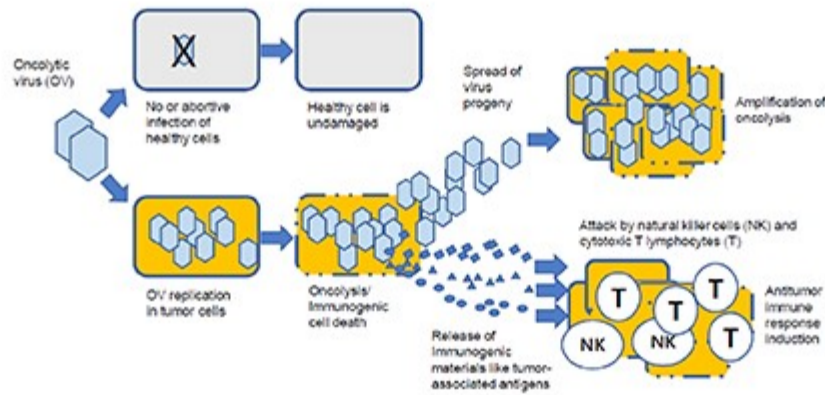 Oncolytic
virus (OV)
X
No or abortive
infection of
healthy cells
Healthy cell is
undamaged
Spread of
virus
progeny
Amplification of
oncolysis
OV replication
in tumor cells
Oncolysis/
Immunogenic
cell death
Release of
Immunogenic
materials like tumor-
associated antigens
Attack by natural killer cells (NK) and
cytotoxic T lymphocytes (T)
T
T
T
T
NK
NK
Antitumor
Immune
response
induction